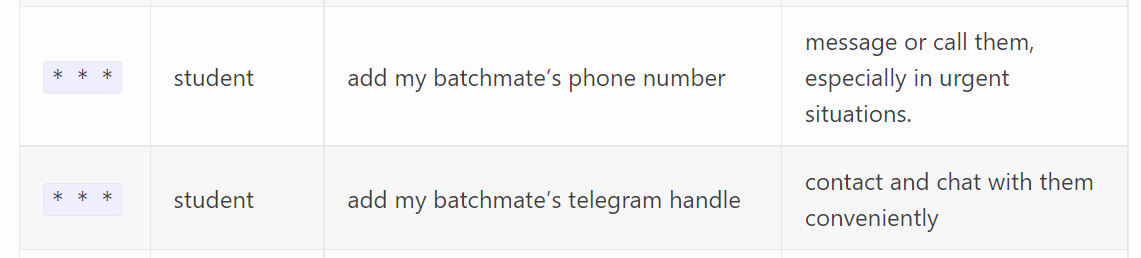 * * *
student
add my batchmate’s phone number
message or call them,
especially in urgent
situations.
* * *
student
add my batchmate’s telegram handle
contact and chat with them
conveniently